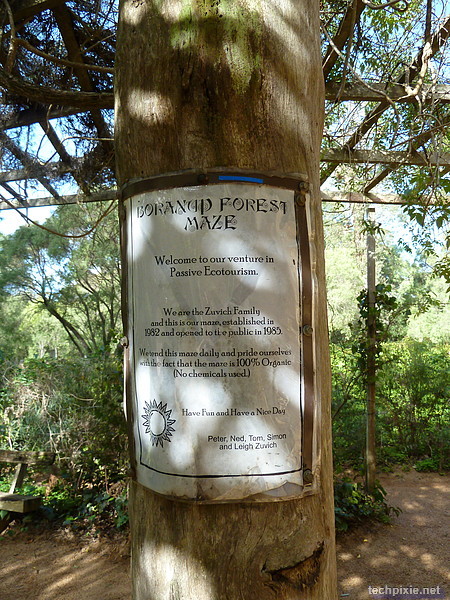 BORANUP FOREST
MAZE
Welcome to our venture in
Passive Ecotourism.
We are the Zuvich Family
and this is our maze, established in
1982 and opened to the public in 1985.
We tend this maze daily and pride ourselves
with the fact that the maze is 100% Organic
(No chemicals used.)
Have Fun and Have a Nice Day
Peter, Ned, Tom, Simon
and Leigh Zuvich
techpixie.net